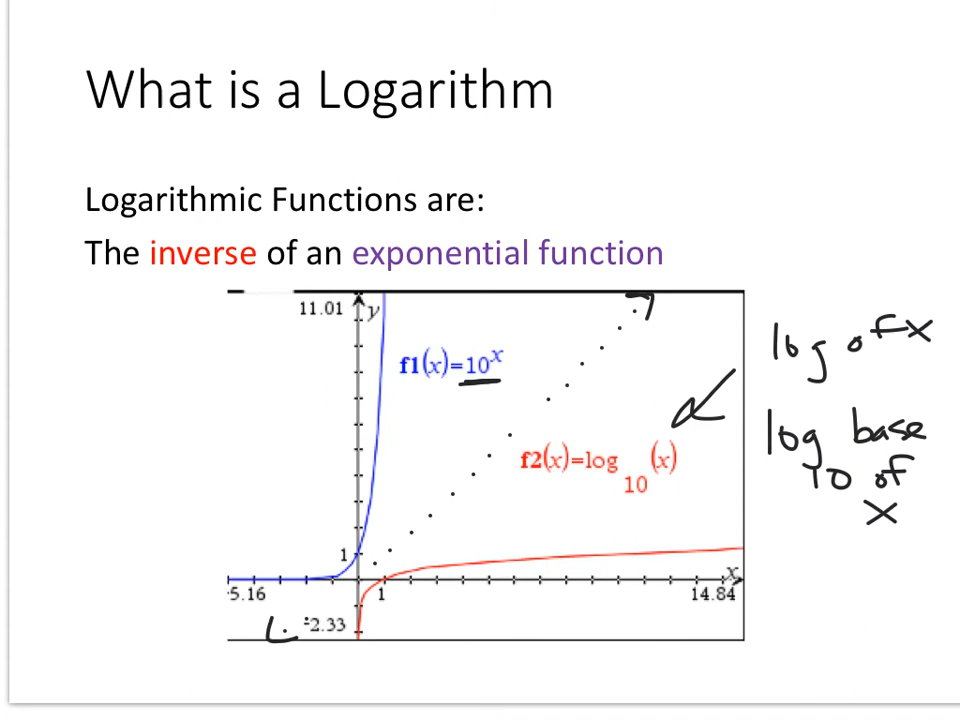 What is a Logarithm
Logarithmic Functions are:
The inverse of an exponential function
11.01
y
f1(x)=10ˣ
log of x
log base
10 of
x
f2(x)=log₁₀(x)
1
x
-5.16
1
14.84
-2.33